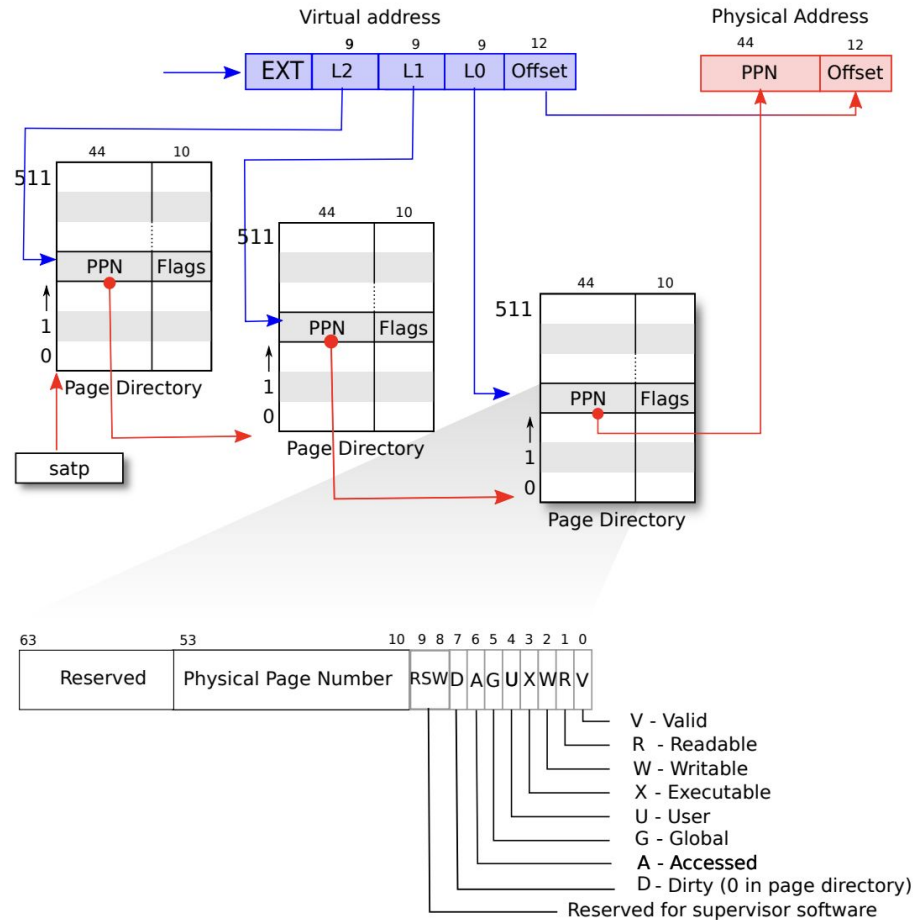 Virtual address
Physical Address
9 9 9 12
44 12
EXT L2 L1 L0 Offset
PPN Offset
44 10
511
PPN Flags
1
0
Page Directory
satp
44 10
511
PPN Flags
1
0
Page Directory
44 10
511
PPN Flags
1
0
Page Directory
63 53 10 9 8 7 6 5 4 3 2 1 0
Reserved Physical Page Number RSW D A G U X W R V
V - Valid
R - Readable
W - Writable
X - Executable
U - User
G - Global
A - Accessed
D - Dirty (0 in page directory)
Reserved for supervisor software